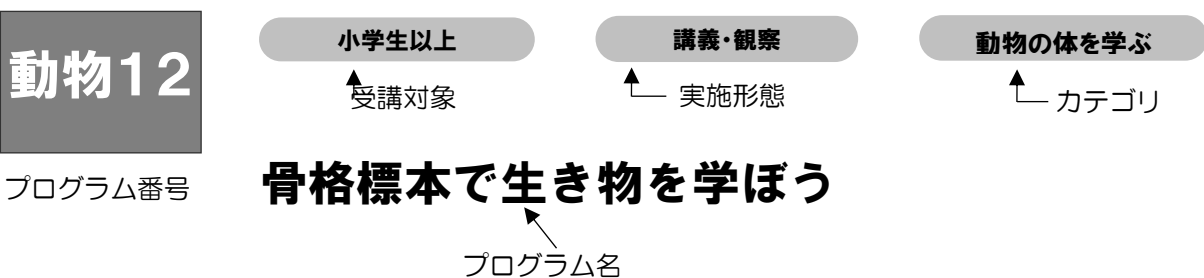 小学生以上 講義・観察 動物の体を学ぶ
動物12
受講対象 実施形態 カテゴリ
プログラム番号
骨格標本で生き物を学ぼう
プログラム名